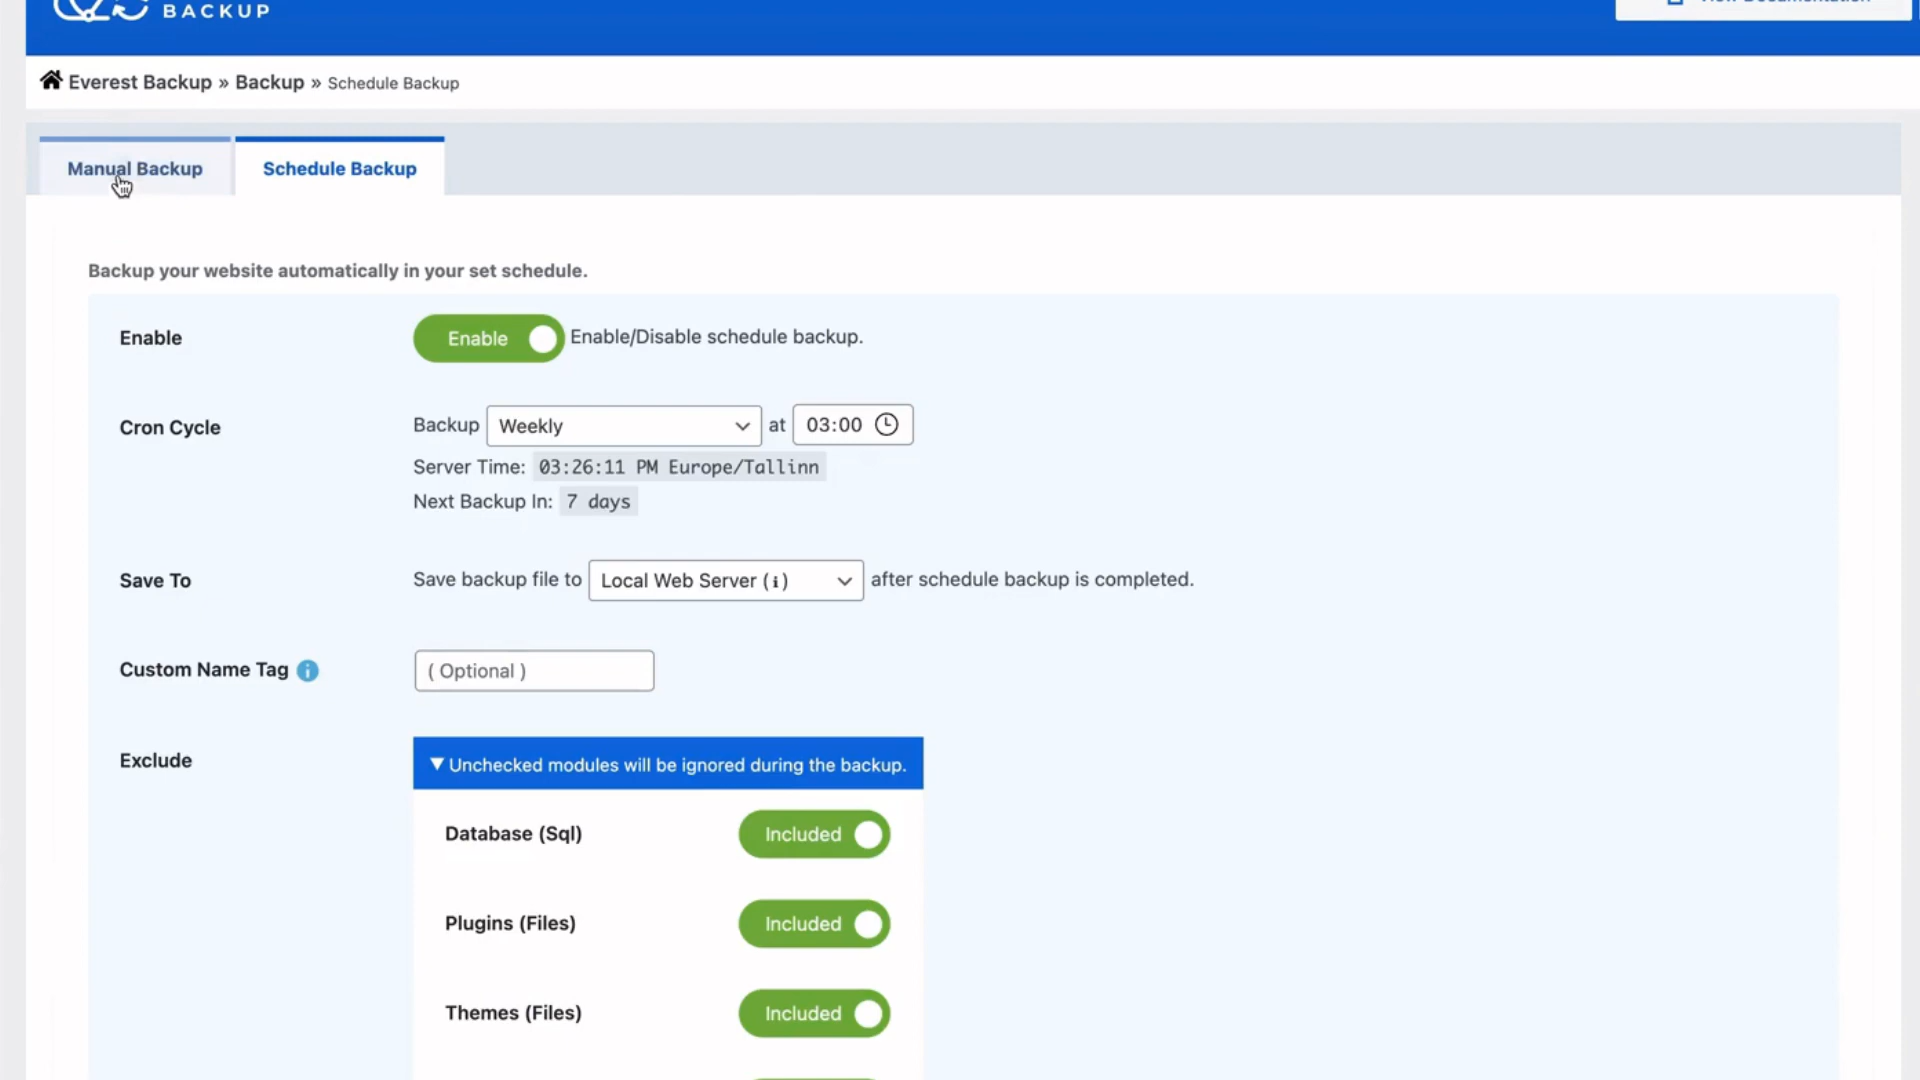 BACKUP
Everest Backup » Backup » Schedule Backup
Manual Backup
Schedule Backup
Backup your website automatically in your set schedule.
Enable
Enable
Enable/Disable schedule backup.
Cron Cycle
Backup Weekly at 03:00
Server Time: 03:26:11 PM Europe/Tallinn
Next Backup In: 7 days
Save To
Save backup file to Local Web Server (i) after schedule backup is completed.
Custom Name Tag i
( Optional )
Exclude
▼ Unchecked modules will be ignored during the backup.
Database (Sql) Included
Plugins (Files) Included
Themes (Files) Included